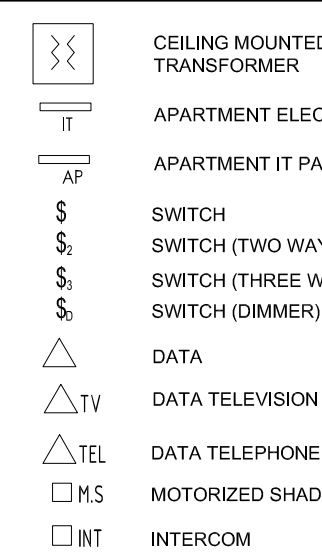 CEILING MOUNTED
TRANSFORMER
IT APARTMENT ELEC
AP APARTMENT IT PA
$ SWITCH
$2 SWITCH (TWO WAY
$3 SWITCH (THREE W
$D SWITCH (DIMMER)
DATA
TV DATA TELEVISION
TEL DATA TELEPHONE
M.S MOTORIZED SHAD
INT INTERCOM